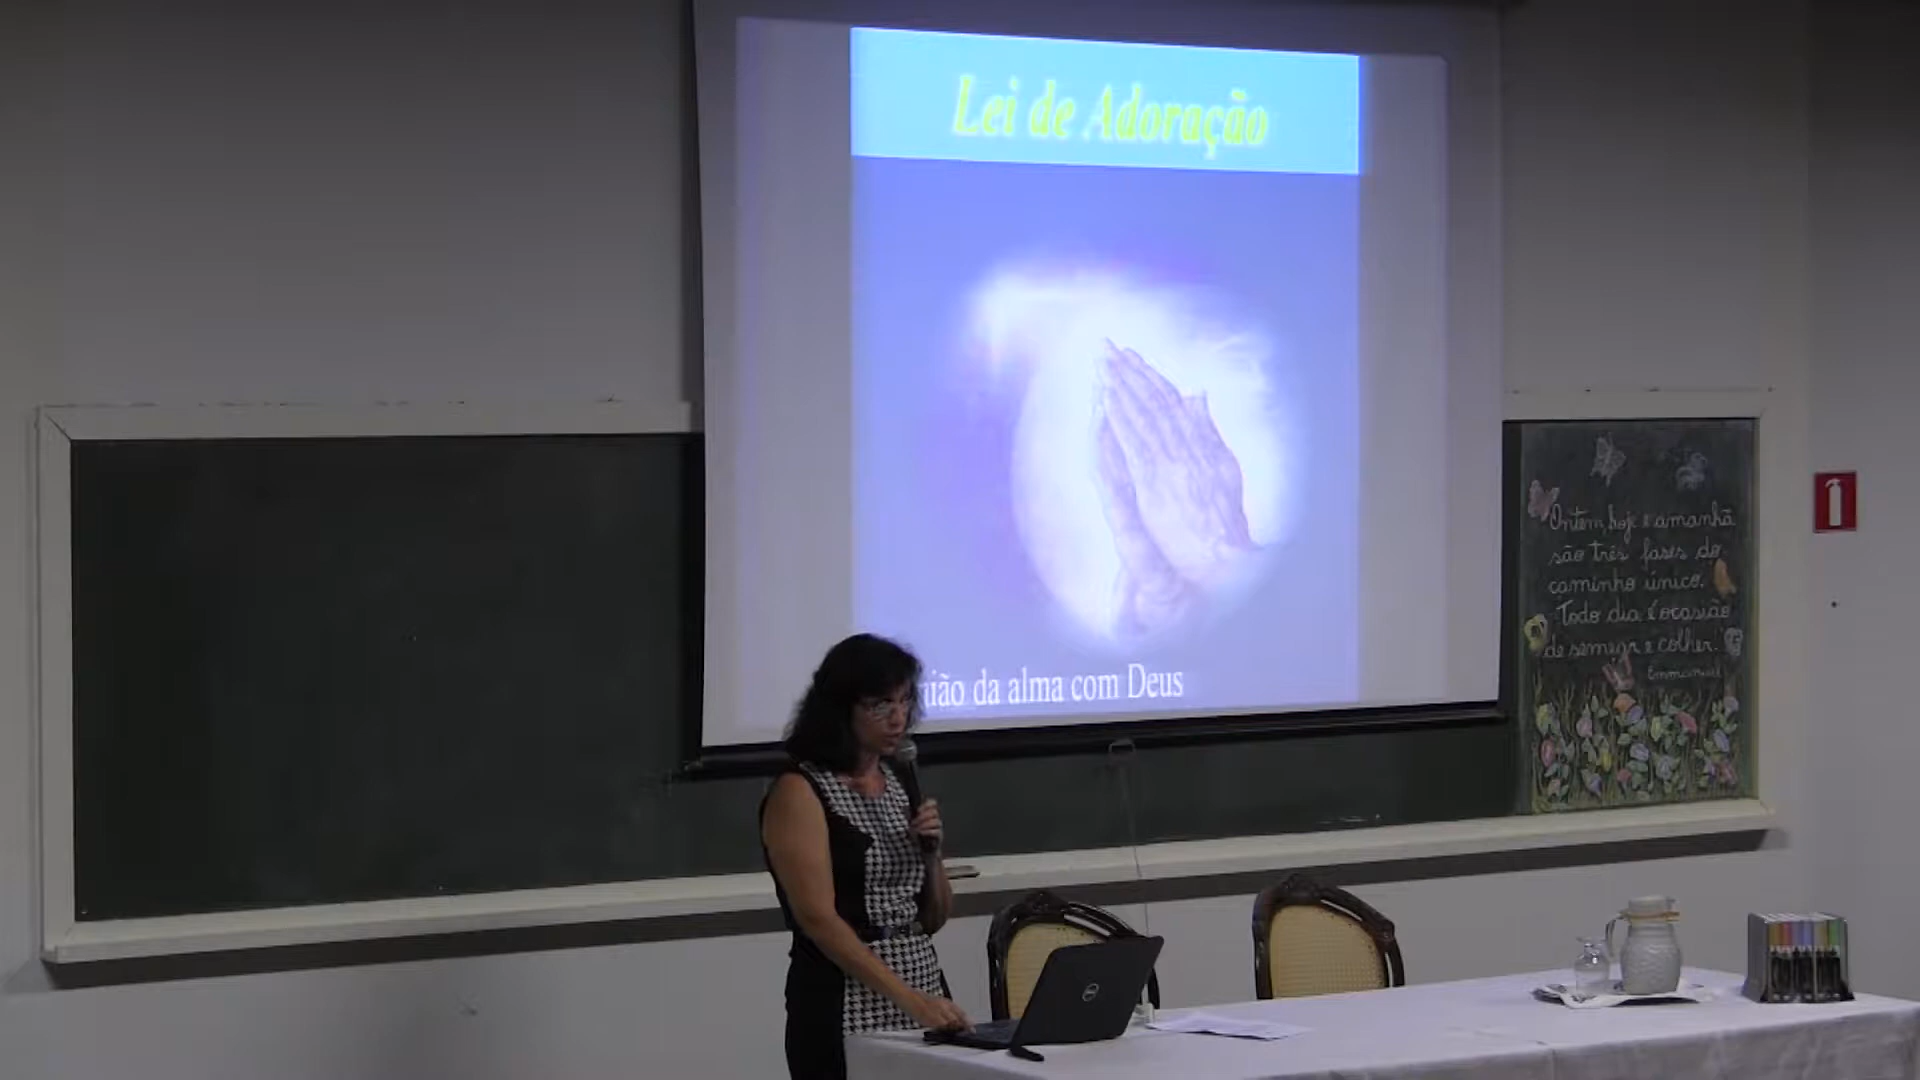 Lei de Adoração
da alma com Deus
Ontem, hoje e amanhã
são três fases do
caminho único.
Todo dia é ocasião
de semear e colher."
Emmanuel
DELL